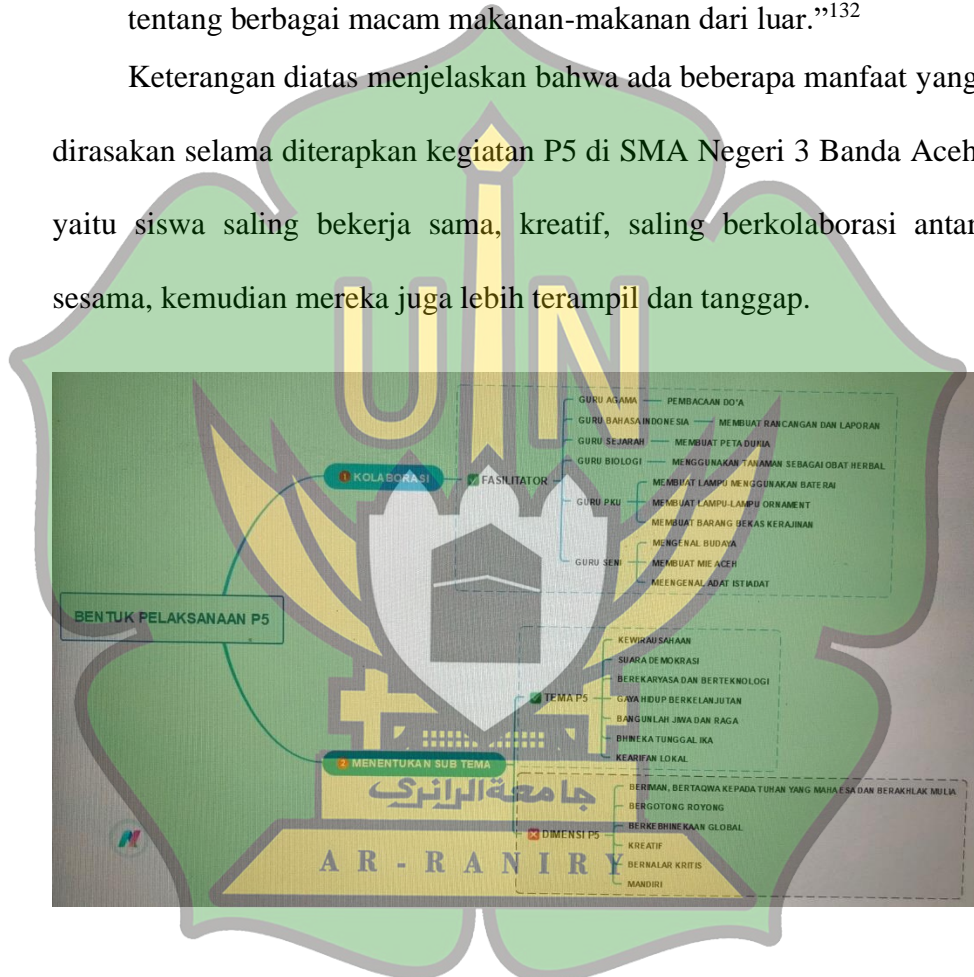 tentang berbagai macam makanan-makanan dari luar.”132
Keterangan diatas menjelaskan bahwa ada beberapa manfaat yang
dirasakan selama diterapkan kegiatan P5 di SMA Negeri 3 Banda Aceh
yaitu siswa saling bekerja sama, kreatif, saling berkolaborasi antar
sesama, kemudian mereka juga lebih terampil dan tanggap.
UIN
BENTUK PELAKSANAAN P5
1 KOLABORASI
FASILITATOR
GURU AGAMA
PEMBACAAN DO'A
GURU BAHASA INDONESIA
MEMBUAT RANCANGAN DAN LAPORAN
GURU SEJARAH
MEMBUAT PETA DUNIA
GURU BIOLOGI
MENGGUNAKAN TANAMAN SEBAGAI OBAT HERBAL
GURU PKU
MEMBUAT LAMPU MENGGUNAKAN BATERAI
MEMBUAT LAMPU-LAMPU ORNAMENT
MEMBUAT BARANG BEKAS KERAJINAN
GURU SENI
MENGENAL BUDAYA
MEMBUAT MIE ACEH
MEENGENAL ADAT ISTIADAT
2 MENENTUKAN SUB TEMA
TEMA P5
KEWIRAUSAHAAN
SUARA DEMOKRASI
BEREKARYASA DAN BERTEKNOLOGI
GAYA HIDUP BERKELANJUTAN
BANGUNLAH JIWA DAN RAGA
BHINEKA TUNGGAL IKA
KEARIFAN LOKAL
DIMENSI P5
BERIMAN, BERTAQWA KEPADA TUHAN YANG MAHA ESA DAN BERAKHLAK MULIA
BERGOTONG ROYONG
BERKEBHINEKAAN GLOBAL
KREATIF
BERNALAR KRITIS
MANDIRI
جامعةالرانري
AR-RANIRY